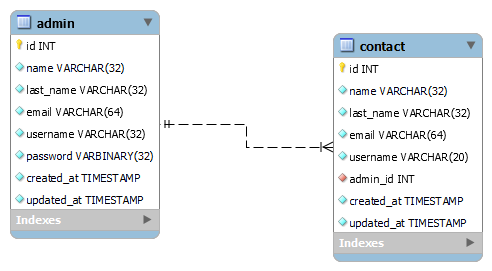 admin
id INT
name VARCHAR(32)
last_name VARCHAR(32)
email VARCHAR(64)
username VARCHAR(32)
password VARBINARY(32)
created_at TIMESTAMP
updated_at TIMESTAMP
Indexes
contact
id INT
name VARCHAR(32)
last_name VARCHAR(32)
email VARCHAR(64)
username VARCHAR(20)
admin_id INT
created_at TIMESTAMP
updated_at TIMESTAMP
Indexes